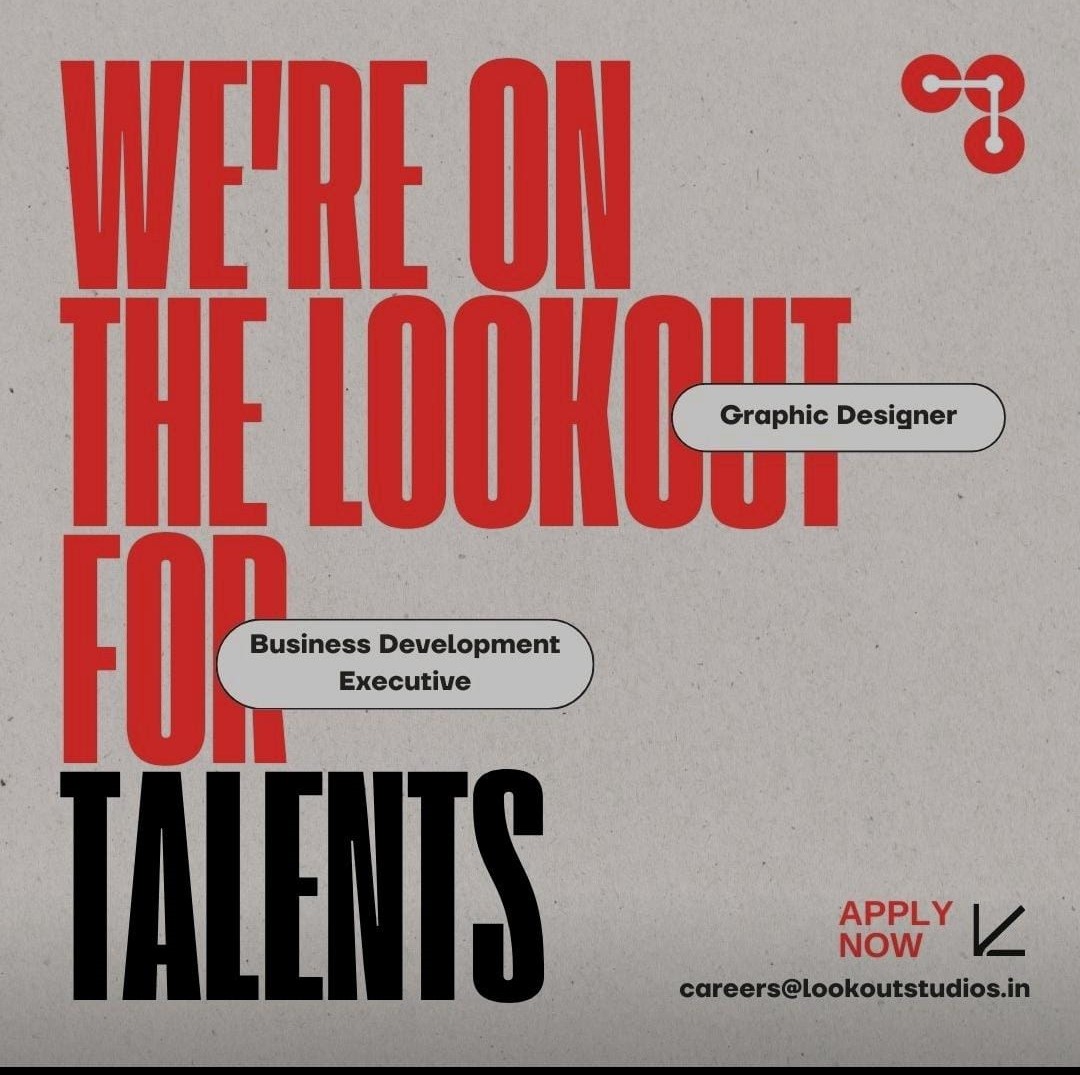 WE'RE ON
THE LOOKOUT
Graphic Designer
FOR
Business Development
Executive
TALENTS
APPLY
NOW
careers@lookoutstudios.in